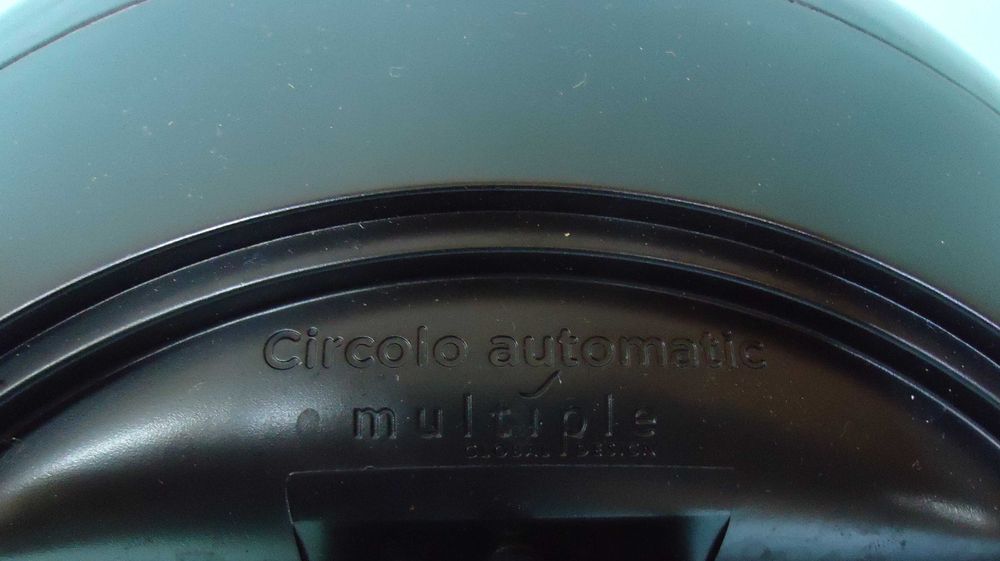 Circolo automatic
multiple
GLOBAL DESIGN